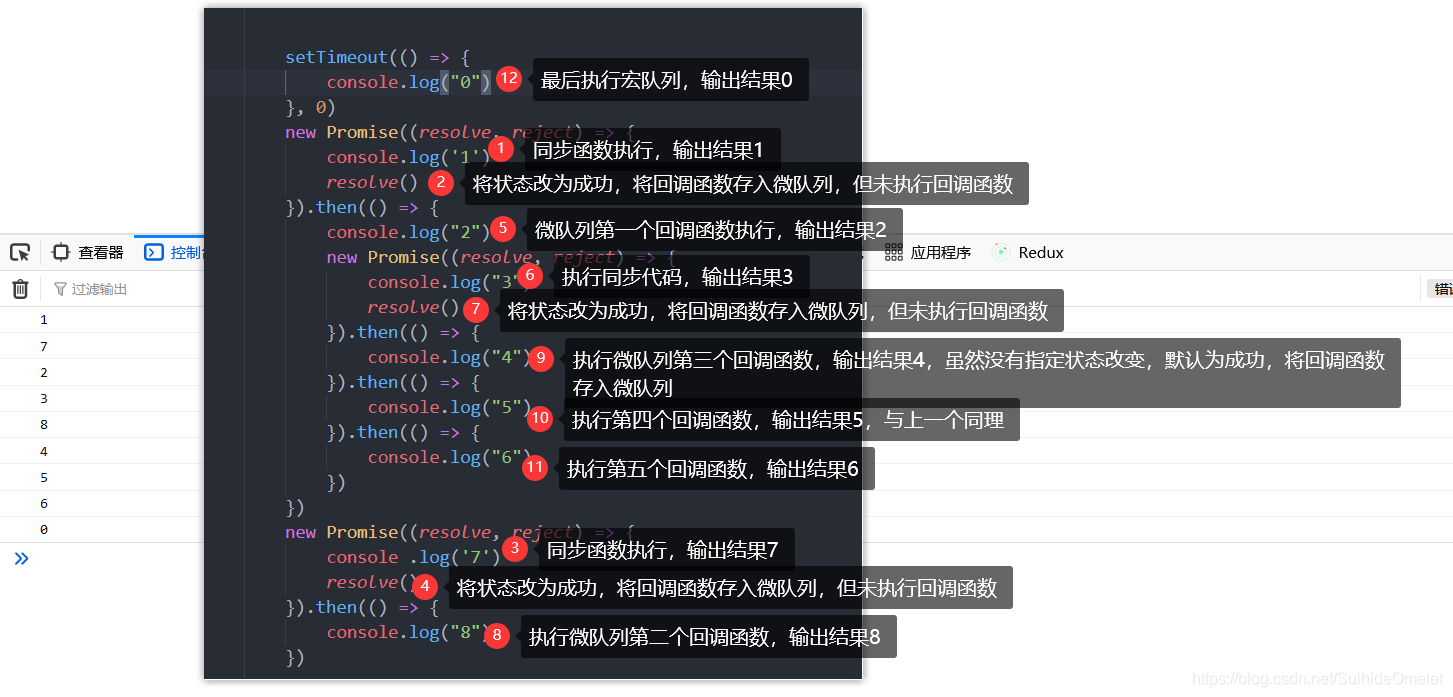 setTimeout(() => {
console.log("0") 12 最后执行宏队列，输出结果0
}, 0)
new Promise((resolve, reject) => {
console.log('1') 1 同步函数执行，输出结果1
resolve() 2 将状态改为成功，将回调函数存入微队列，但未执行回调函数
}).then(() => {
console.log("2") 5 微队列第一个回调函数执行，输出结果2
new Promise((resolve, reject) => {
console.log("3" 6 执行同步代码，输出结果3
resolve() 7 将状态改为成功，将回调函数存入微队列，但未执行回调函数
}).then(() => {
console.log("4") 9 执行微队列第三个回调函数，输出结果4，虽然没有指定状态改变，默认为成功，将回调函数
存入微队列
}).then(() => {
console.log("5") 10 执行第四个回调函数，输出结果5，与上一个同理
}).then(() => {
console.log("6") 11 执行第五个回调函数，输出结果6
})
})
new Promise((resolve, reject) => {
console .log('7') 3 同步函数执行，输出结果7
resolve() 4 将状态改为成功，将回调函数存入微队列，但未执行回调函数
}).then(() => {
console.log("8" 8 执行微队列第二个回调函数，输出结果8
})
查看器 控制台 应用程序 Redux
过滤输出 错误
1
7
2
3
8
4
5
6
0
https://blog.csdn.net/SuihideOmelet